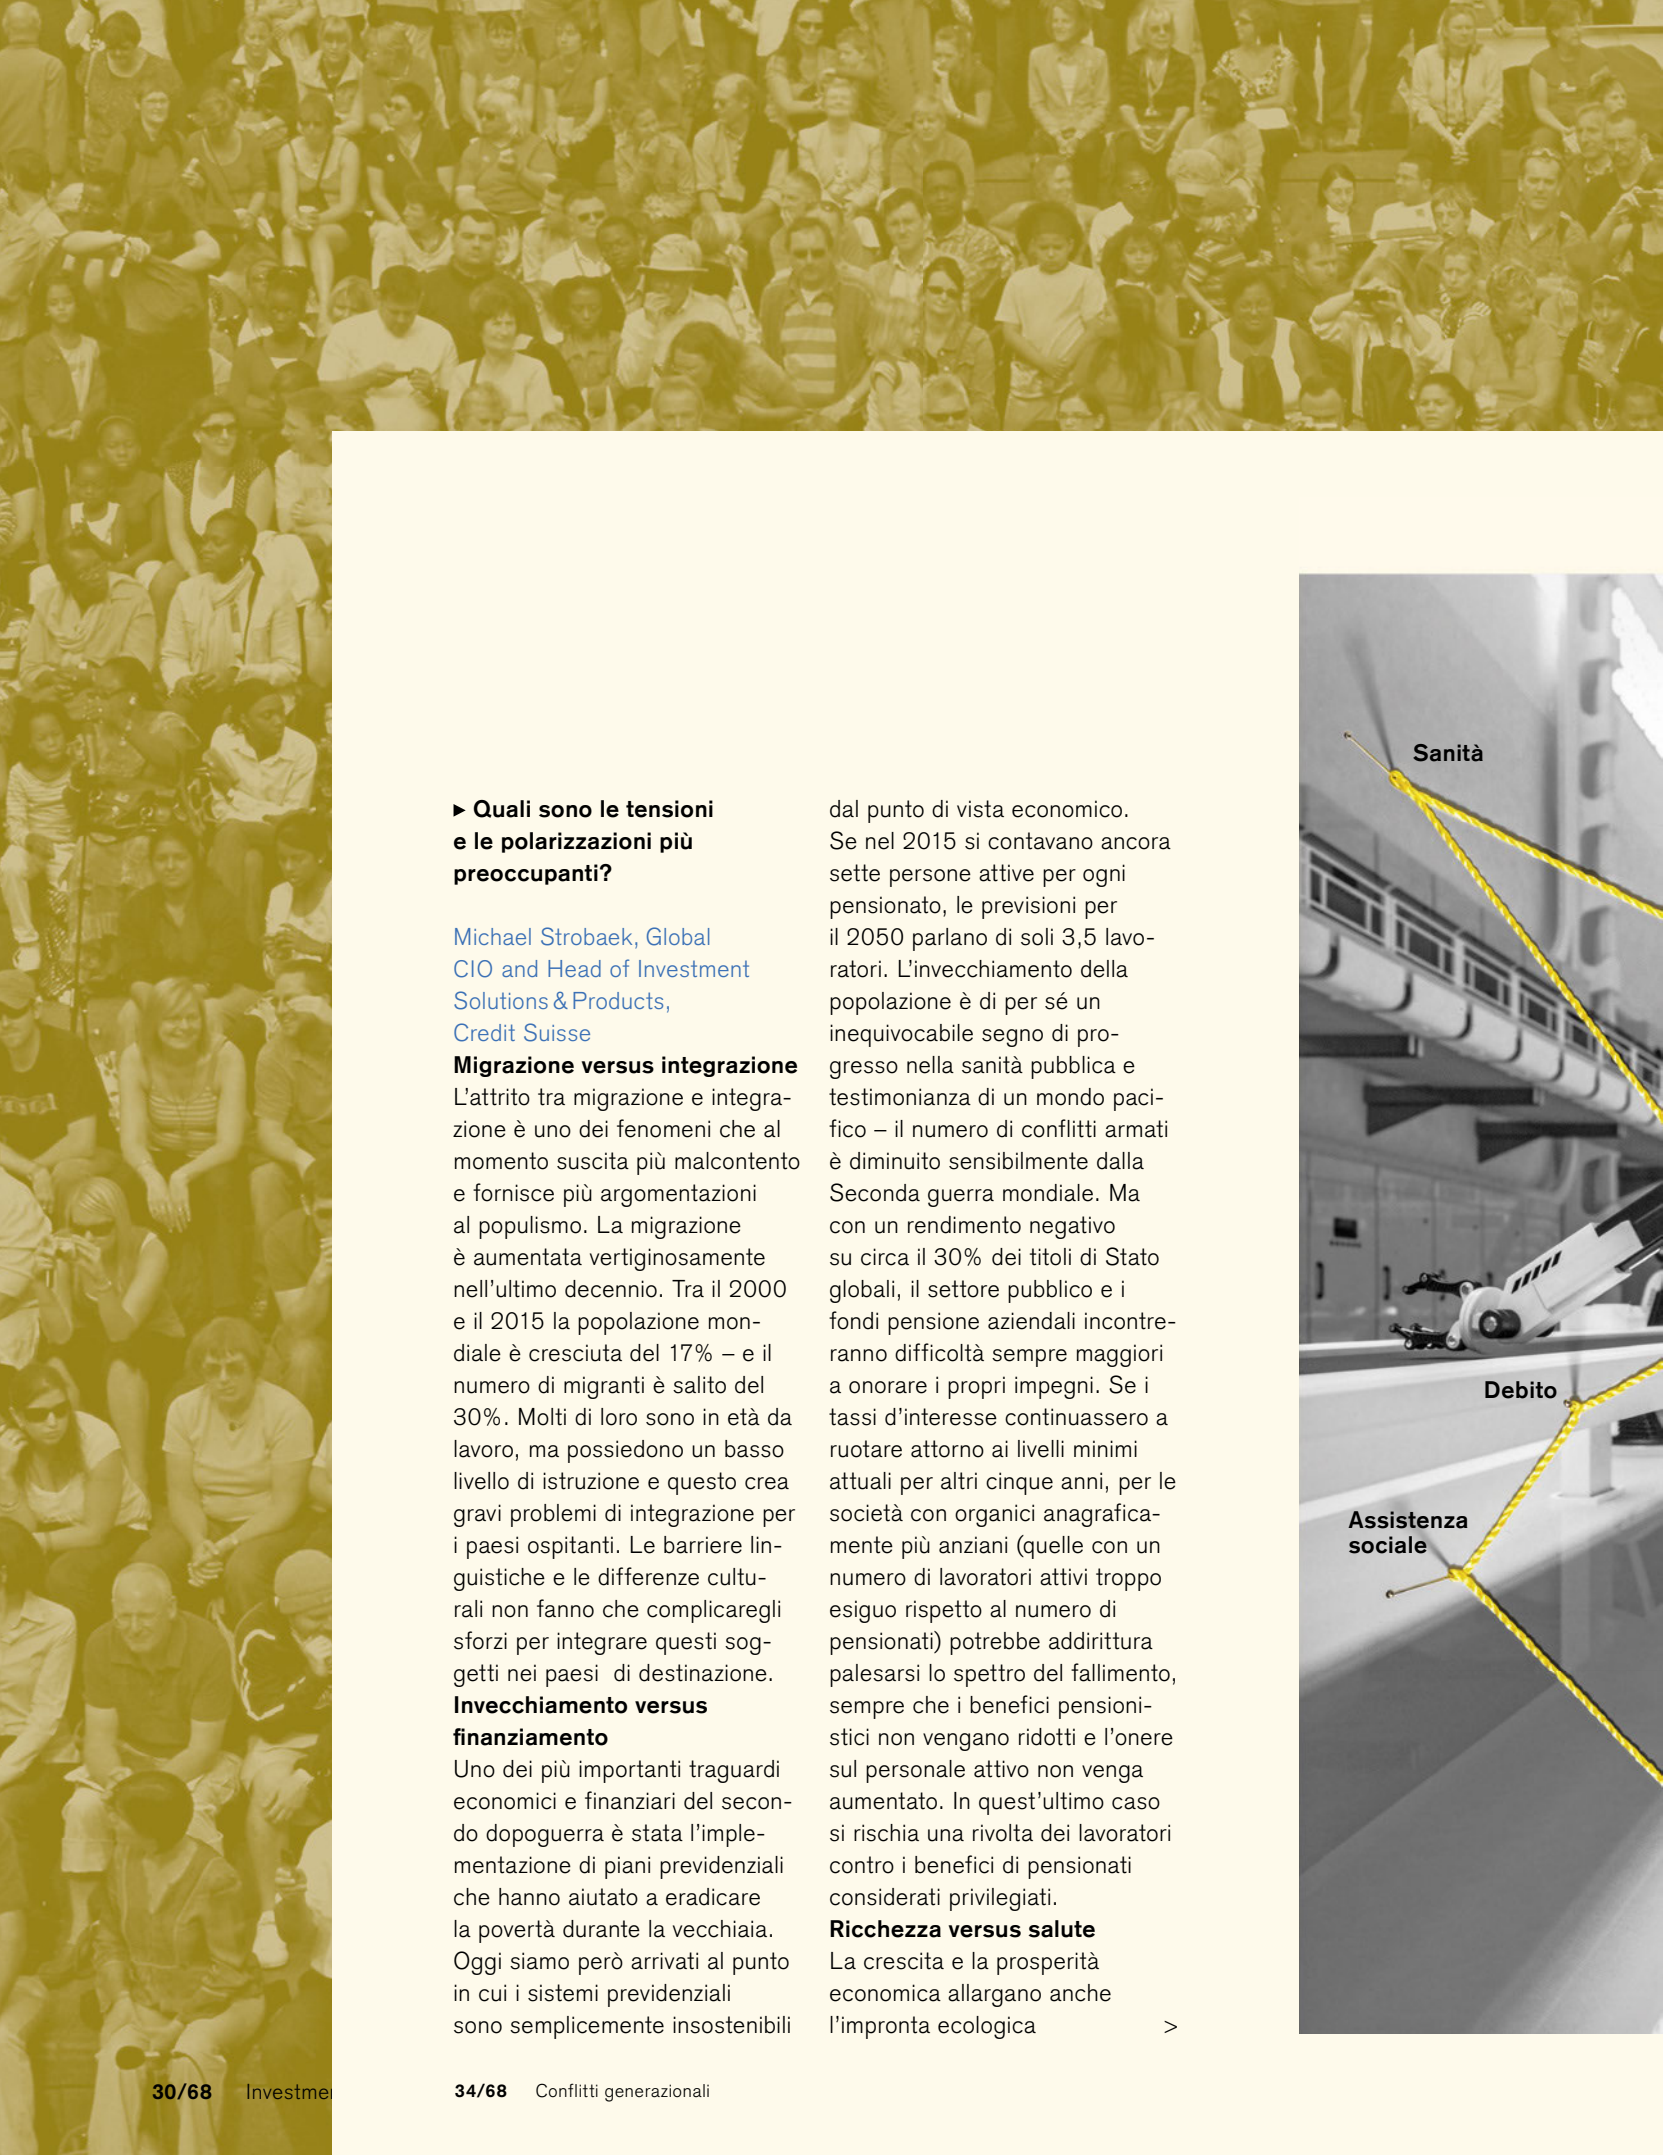 ▸ Quali sono le tensioni
e le polarizzazioni più
preoccupanti?
Michael Strobaek, Global
CIO and Head of Investment
Solutions & Products,
Credit Suisse
Migrazione versus integrazione
L'attrito tra migrazione e integra-
zione è uno dei fenomeni che al
momento suscita più malcontento
e fornisce più argomentazioni
al populismo. La migrazione
è aumentata vertiginosamente
nell'ultimo decennio. Tra il 2000
e il 2015 la popolazione mon-
diale è cresciuta del 17% – e il
numero di migranti è salito del
30%. Molti di loro sono in età da
lavoro, ma possiedono un basso
livello di istruzione e questo crea
gravi problemi di integrazione per
i paesi ospitanti. Le barriere lin-
guistiche e le differenze cultu-
rali non fanno che complicaregli
sforzi per integrare questi sog-
getti nei paesi di destinazione.
Invecchiamento versus
finanziamento
Uno dei più importanti traguardi
economici e finanziari del secon-
do dopoguerra è stata l'imple-
mentazione di piani previdenziali
che hanno aiutato a eradicare
la povertà durante la vecchiaia.
Oggi siamo però arrivati al punto
in cui i sistemi previdenziali
sono semplicemente insostenibili
dal punto di vista economico.
Se nel 2015 si contavano ancora
sette persone attive per ogni
pensionato, le previsioni per
il 2050 parlano di soli 3,5 lavo-
ratori. L'invecchiamento della
popolazione è di per sé un
inequivocabile segno di pro-
gresso nella sanità pubblica e
testimonianza di un mondo paci-
fico – il numero di conflitti armati
è diminuito sensibilmente dalla
Seconda guerra mondiale. Ma
con un rendimento negativo
su circa il 30% dei titoli di Stato
globali, il settore pubblico e i
fondi pensione aziendali incontre-
ranno difficoltà sempre maggiori
a onorare i propri impegni. Se i
tassi d'interesse continuassero a
ruotare attorno ai livelli minimi
attuali per altri cinque anni, per le
società con organici anagrafica-
mente più anziani (quelle con un
numero di lavoratori attivi troppo
esiguo rispetto al numero di
pensionati) potrebbe addirittura
palesarsi lo spettro del fallimento,
sempre che i benefici pensioni-
stici non vengano ridotti e l'onere
sul personale attivo non venga
aumentato. In quest'ultimo caso
si rischia una rivolta dei lavoratori
contro i benefici di pensionati
considerati privilegiati.
Ricchezza versus salute
La crescita e la prosperità
economica allargano anche
l'impronta ecologica >
Sanità
Debito
Assistenza
sociale
30/68 Investme
34/68 Conflitti generazionali